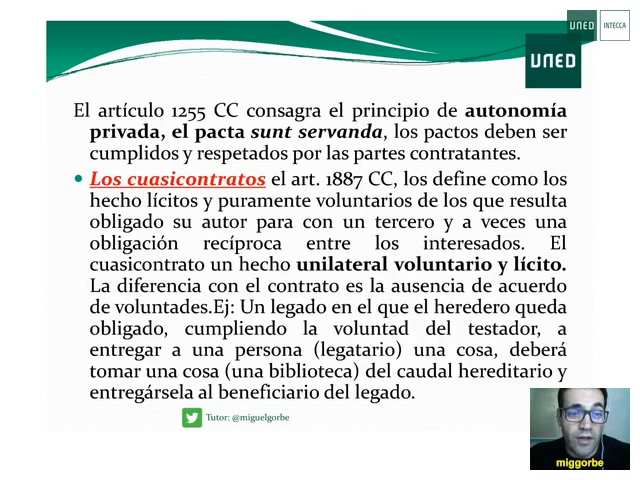 UNED
INTECCA
UNED
El artículo 1255 CC consagra el principio de autonomía
privada, el pacta sunt servanda, los pactos deben ser
cumplidos y respetados por las partes contratantes.
• Los cuasicontratos el art. 1887 CC, los define como los
hecho lícitos y puramente voluntarios de los que resulta
obligado su autor para con un tercero y a veces una
obligación recíproca entre los interesados. El
cuasicontrato un hecho unilateral voluntario y lícito.
La diferencia con el contrato es la ausencia de acuerdo
de voluntades.Ej: Un legado en el que el heredero queda
obligado, cumpliendo la voluntad del testador, a
entregar a una persona (legatario) una cosa, deberá
tomar una cosa (una biblioteca) del caudal hereditario y
entregársela al beneficiario del legado.
Tutor: @miguelgorbe
miggorbe